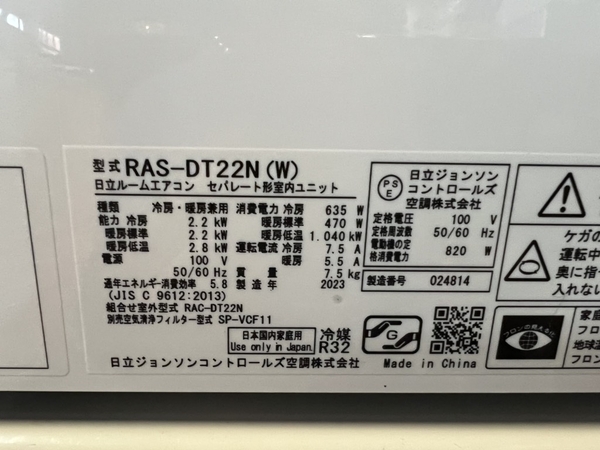 型式 RAS-DT22N(W)
日立ルームエアコン セパレート形室内ユニット
種類 冷房・暖房兼用
能力 冷房 2.2 kW
暖房標準 2.2 kW
暖房低温 2.8 kW
電源 100 V
50/60 Hz
消費電力 冷房 635 W
暖房標準 470 W
暖房低温 1.040 kW
運転電流 冷房 7.5 A
暖房 5.5 A
質量 7.5 kg
通年エネルギー消費効率 5.8
製造年 2023
(JIS C 9612:2013)
組合せ室外型式 RAC-DT22N
別売空気清浄フィルター型式 SP-VCF11
日本国内家庭用
Use only in Japan.
冷媒
R32
日立ジョンソンコントロールズ空調株式会社
PSE
日立ジョンソン
コントロールズ
空調株式会社
定格電圧 100 V
定格周波数 50/60 Hz
電動機の定
格消費電力 820 W
製造番号 024814
G
Made in China
ケガの
運転中
奥に指
入れない
フロンの見える化
家庭
フロ
地球温
フロン